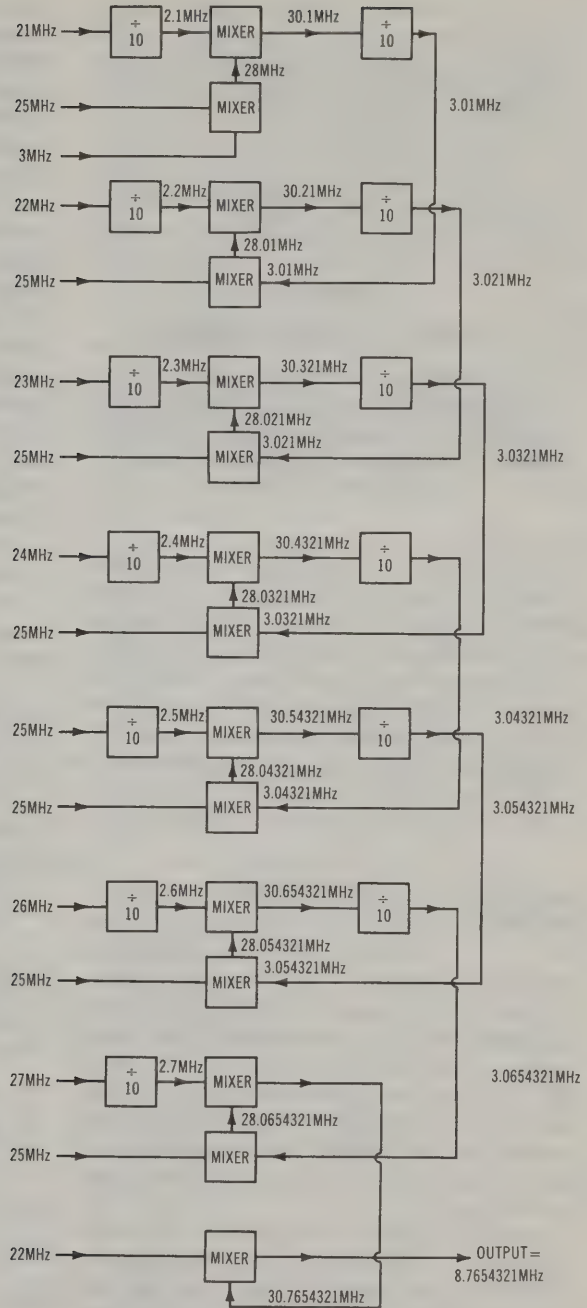 21MHz ÷ 10 2.1MHz MIXER 30.1MHz ÷ 10
28MHz
25MHz MIXER 3.01MHz
3MHz
22MHz ÷ 10 2.2MHz MIXER 30.21MHz ÷ 10
28.01MHz
25MHz MIXER 3.01MHz 3.021MHz
23MHz ÷ 10 2.3MHz MIXER 30.321MHz ÷ 10
28.021MHz
25MHz MIXER 3.021MHz 3.0321MHz
24MHz ÷ 10 2.4MHz MIXER 30.4321MHz ÷ 10
28.0321MHz
25MHz MIXER 3.0321MHz
25MHz ÷ 10 2.5MHz MIXER 30.54321MHz ÷ 10 3.04321MHz
28.04321MHz
25MHz MIXER 3.04321MHz 3.054321MHz
26MHz ÷ 10 2.6MHz MIXER 30.654321MHz ÷ 10
28.054321MHz
25MHz MIXER 3.054321MHz
27MHz ÷ 10 2.7MHz MIXER 3.0654321MHz
28.0654321MHz
25MHz MIXER
22MHz MIXER OUTPUT=
8.7654321MHz
30.7654321MHz